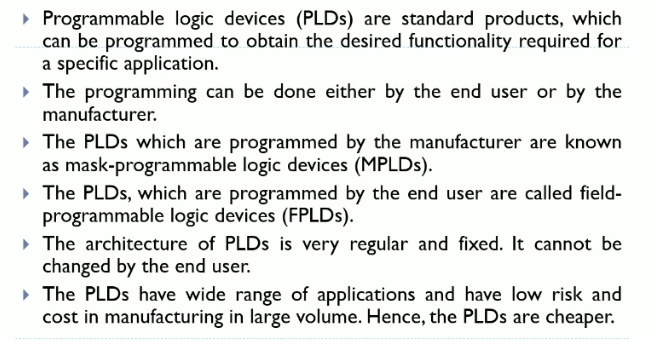 Programmable logic devices (PLDs) are standard products, which
can be programmed to obtain the desired functionality required for
a specific application.
The programming can be done either by the end user or by the
manufacturer.
The PLDs which are programmed by the manufacturer are known
as mask-programmable logic devices (MPLDs).
The PLDs, which are programmed by the end user are called field-
programmable logic devices (FPLDs).
The architecture of PLDs is very regular and fixed. It cannot be
changed by the end user.
The PLDs have wide range of applications and have low risk and
cost in manufacturing in large volume. Hence, the PLDs are cheaper.